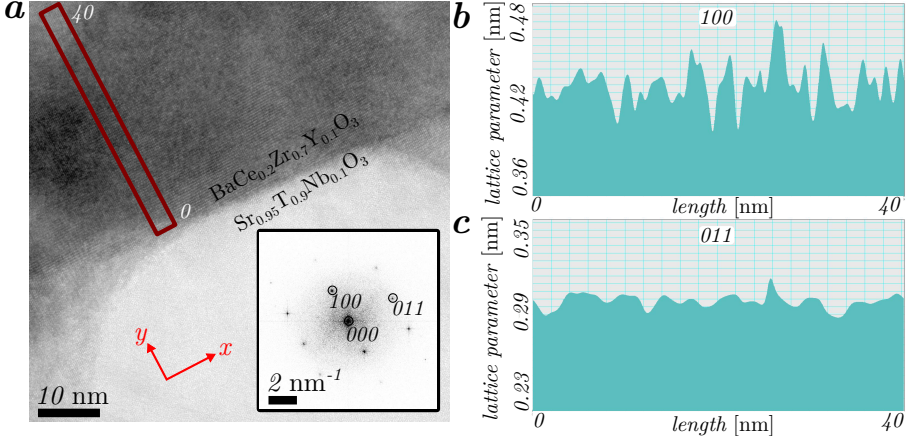 a
40
0
BaCe₀.₂Zr₀.₇Y₀.₁O₃
Sr₀.₉₅T₀.₉Nb₀.₁O₃
y
x
10 nm
100
011
000
2 nm⁻¹
b
100
lattice parameter [nm]
0.48
0.42
0.36
0
length [nm]
40
c
011
lattice parameter [nm]
0.35
0.29
0.23
0
length [nm]
40